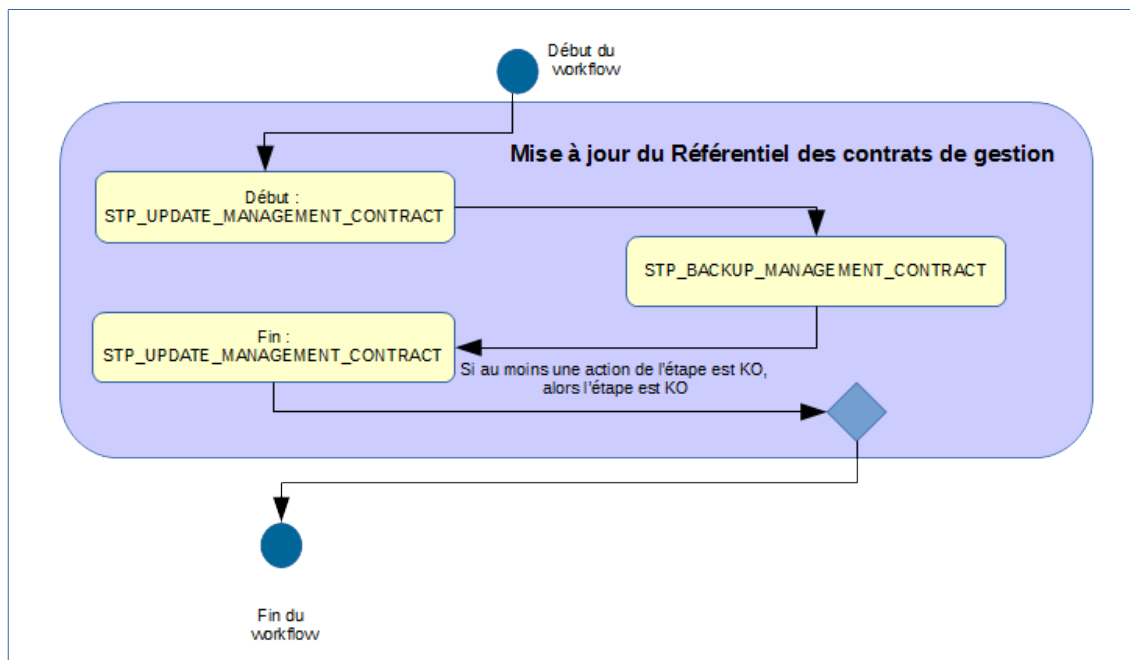 Début du
workflow
Mise à jour du Référentiel des contrats de gestion
Début :
STP_UPDATE_MANAGEMENT_CONTRACT
STP_BACKUP_MANAGEMENT_CONTRACT
Fin :
STP_UPDATE_MANAGEMENT_CONTRACT
Si au moins une action de l'étape est KO,
alors l'étape est KO
Fin du
workflow